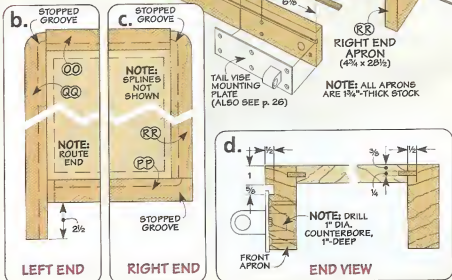 b.
STOPPED
GROOVE
OO
QQ
NOTE:
ROUTE
END
2½
LEFT END
c.
STOPPED
GROOVE
NOTE:
SPLINES
NOT
SHOWN
RR
PP
STOPPED
GROOVE
RIGHT END
TAIL VISE
MOUNTING
PLATE
(ALSO SEE p. 26)
RR
RIGHT END
APRON
(4¾ x 28½)
NOTE: ALL APRONS
ARE 1¾"-THICK STOCK
d.
½
1
⅝
⅜
¼
½
NOTE: DRILL
1" DIA.
COUNTERBORE,
1"-DEEP
FRONT
APRON
END VIEW